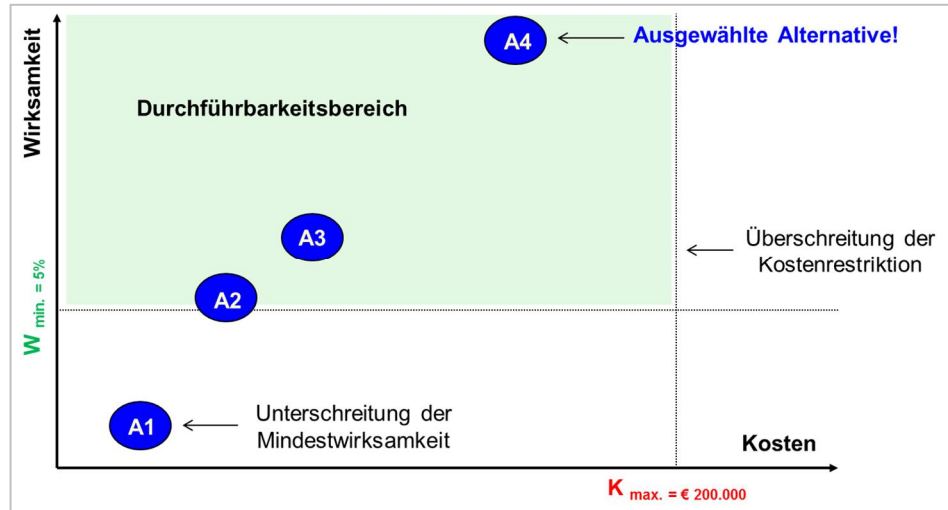 Wirksamkeit
A4
Ausgewählte Alternative!
Durchführbarkeitsbereich
A3
Überschreitung der
Kostenrestriktion
A2
W min. = 5%
A1
Unterschreitung der
Mindestwirksamkeit
Kosten
K max. = € 200.000